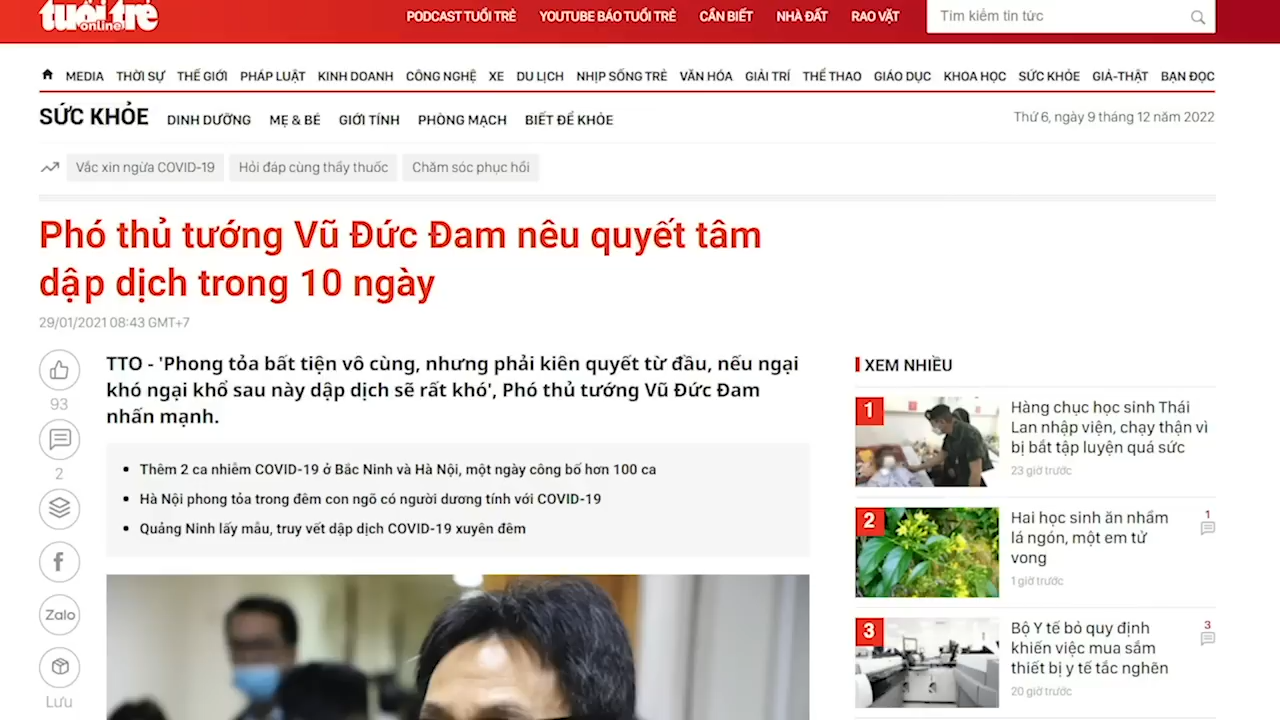 tuổi trẻ
online
PODCAST TUỔI TRẺ YOUTUBE BÁO TUỔI TRẺ CẦN BIẾT NHÀ ĐẤT RAO VẶT
Tìm kiếm tin tức
MEDIA THỜI SỰ THẾ GIỚI PHÁP LUẬT KINH DOANH CÔNG NGHỆ XE DU LỊCH NHỊP SỐNG TRẺ VĂN HÓA GIẢI TRÍ THỂ THAO GIÁO DỤC KHOA HỌC SỨC KHỎE GIẢ-THẬT BẠN ĐỌC
SỨC KHỎE DINH DƯỠNG MẸ & BÉ GIỚI TÍNH PHÒNG MẠCH BIẾT ĐỂ KHỎE
Thứ 6, ngày 9 tháng 12 năm 2022
Vắc xin ngừa COVID-19 Hỏi đáp cùng thầy thuốc Chăm sóc phục hồi
Phó thủ tướng Vũ Đức Đam nêu quyết tâm
dập dịch trong 10 ngày
29/01/2021 08:43 GMT+7
93
2
Zalo
Lưu
TTO - 'Phong tỏa bất tiện vô cùng, nhưng phải kiên quyết từ đầu, nếu ngại
khó ngại khổ sau này dập dịch sẽ rất khó', Phó thủ tướng Vũ Đức Đam
nhấn mạnh.
Thêm 2 ca nhiễm COVID-19 ở Bắc Ninh và Hà Nội, một ngày công bố hơn 100 ca
Hà Nội phong tỏa trong đêm con ngõ có người dương tính với COVID-19
Quảng Ninh lấy mẫu, truy vết dập dịch COVID-19 xuyên đêm
XEM NHIỀU
1
Hàng chục học sinh Thái
Lan nhập viện, chạy thận vì
bị bắt tập luyện quá sức
23 giờ trước
2
Hai học sinh ăn nhầm
lá ngón, một em tử
vong
1
1 giờ trước
3
Bộ Y tế bỏ quy định
khiến việc mua sắm
thiết bị y tế tắc nghẽn
3
20 giờ trước